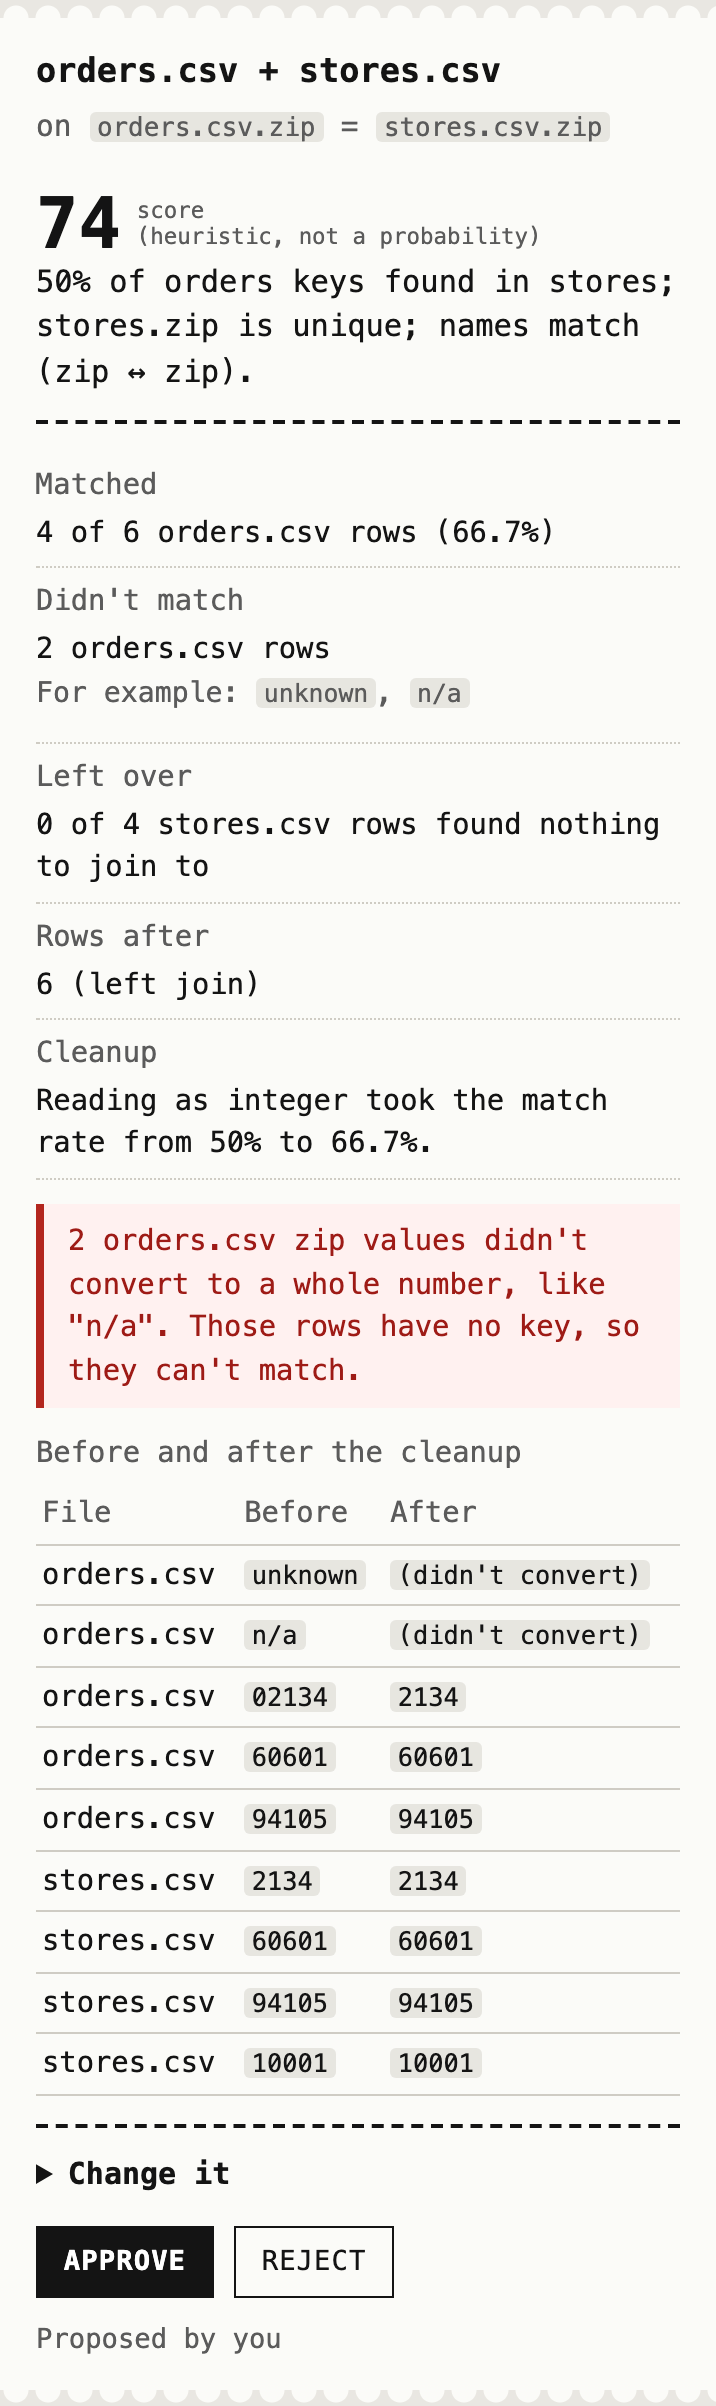 orders.csv + stores.csv
on orders.csv.zip = stores.csv.zip
74 score
(heuristic, not a probability)
50% of orders keys found in stores;
stores.zip is unique; names match
(zip ↔ zip).
Matched
4 of 6 orders.csv rows (66.7%)
Didn't match
2 orders.csv rows
For example: unknown, n/a
Left over
0 of 4 stores.csv rows found nothing
to join to
Rows after
6 (left join)
Cleanup
Reading as integer took the match
rate from 50% to 66.7%.
2 orders.csv zip values didn't
convert to a whole number, like
"n/a". Those rows have no key, so
they can't match.
Before and after the cleanup
File Before After
orders.csv unknown (didn't convert)
orders.csv n/a (didn't convert)
orders.csv 02134 2134
orders.csv 60601 60601
orders.csv 94105 94105
stores.csv 2134 2134
stores.csv 60601 60601
stores.csv 94105 94105
stores.csv 10001 10001
▶ Change it
APPROVE REJECT
Proposed by you